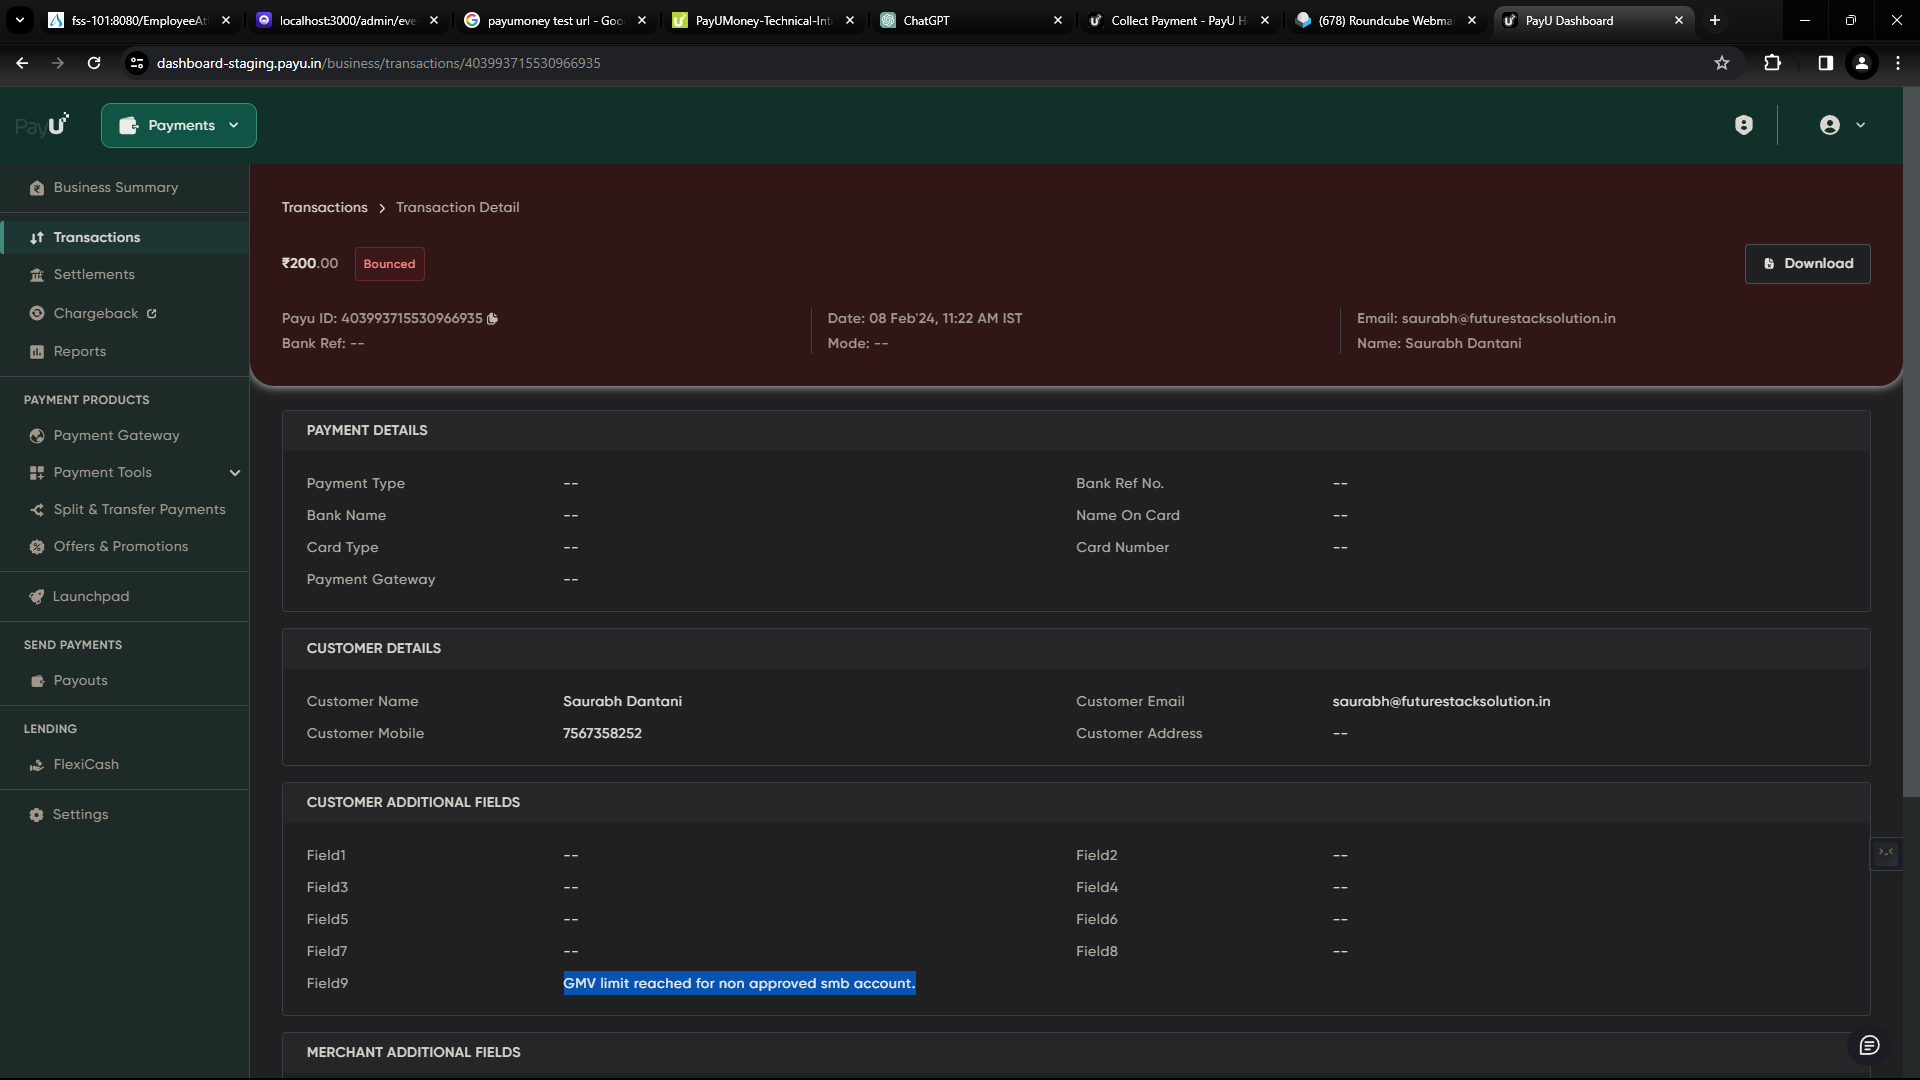 fss-101:8080/EmployeeAt
localhost:3000/admin/eve
payumoney test url - Goo
PayUMoney-Technical-Int
ChatGPT
Collect Payment - PayU H
(678) Roundcube Webma
PayU Dashboard
dashboard-staging.payu.in/business/transactions/403993715530966935
PayU
Payments
Business Summary
Transactions
Settlements
Chargeback
Reports
PAYMENT PRODUCTS
Payment Gateway
Payment Tools
Split & Transfer Payments
Offers & Promotions
Launchpad
SEND PAYMENTS
Payouts
LENDING
FlexiCash
Settings
Transactions > Transaction Detail
₹200.00 Bounced
Download
Payu ID: 403993715530966935
Bank Ref: --
Date: 08 Feb'24, 11:22 AM IST
Mode: --
Email: saurabh@futurestacksolution.in
Name: Saurabh Dantani
PAYMENT DETAILS
Payment Type -- Bank Ref No. --
Bank Name -- Name On Card --
Card Type -- Card Number --
Payment Gateway --
CUSTOMER DETAILS
Customer Name Saurabh Dantani Customer Email saurabh@futurestacksolution.in
Customer Mobile 7567358252 Customer Address --
CUSTOMER ADDITIONAL FIELDS
Field1 -- Field2 --
Field3 -- Field4 --
Field5 -- Field6 --
Field7 -- Field8 --
Field9 GMV limit reached for non approved smb account.
MERCHANT ADDITIONAL FIELDS